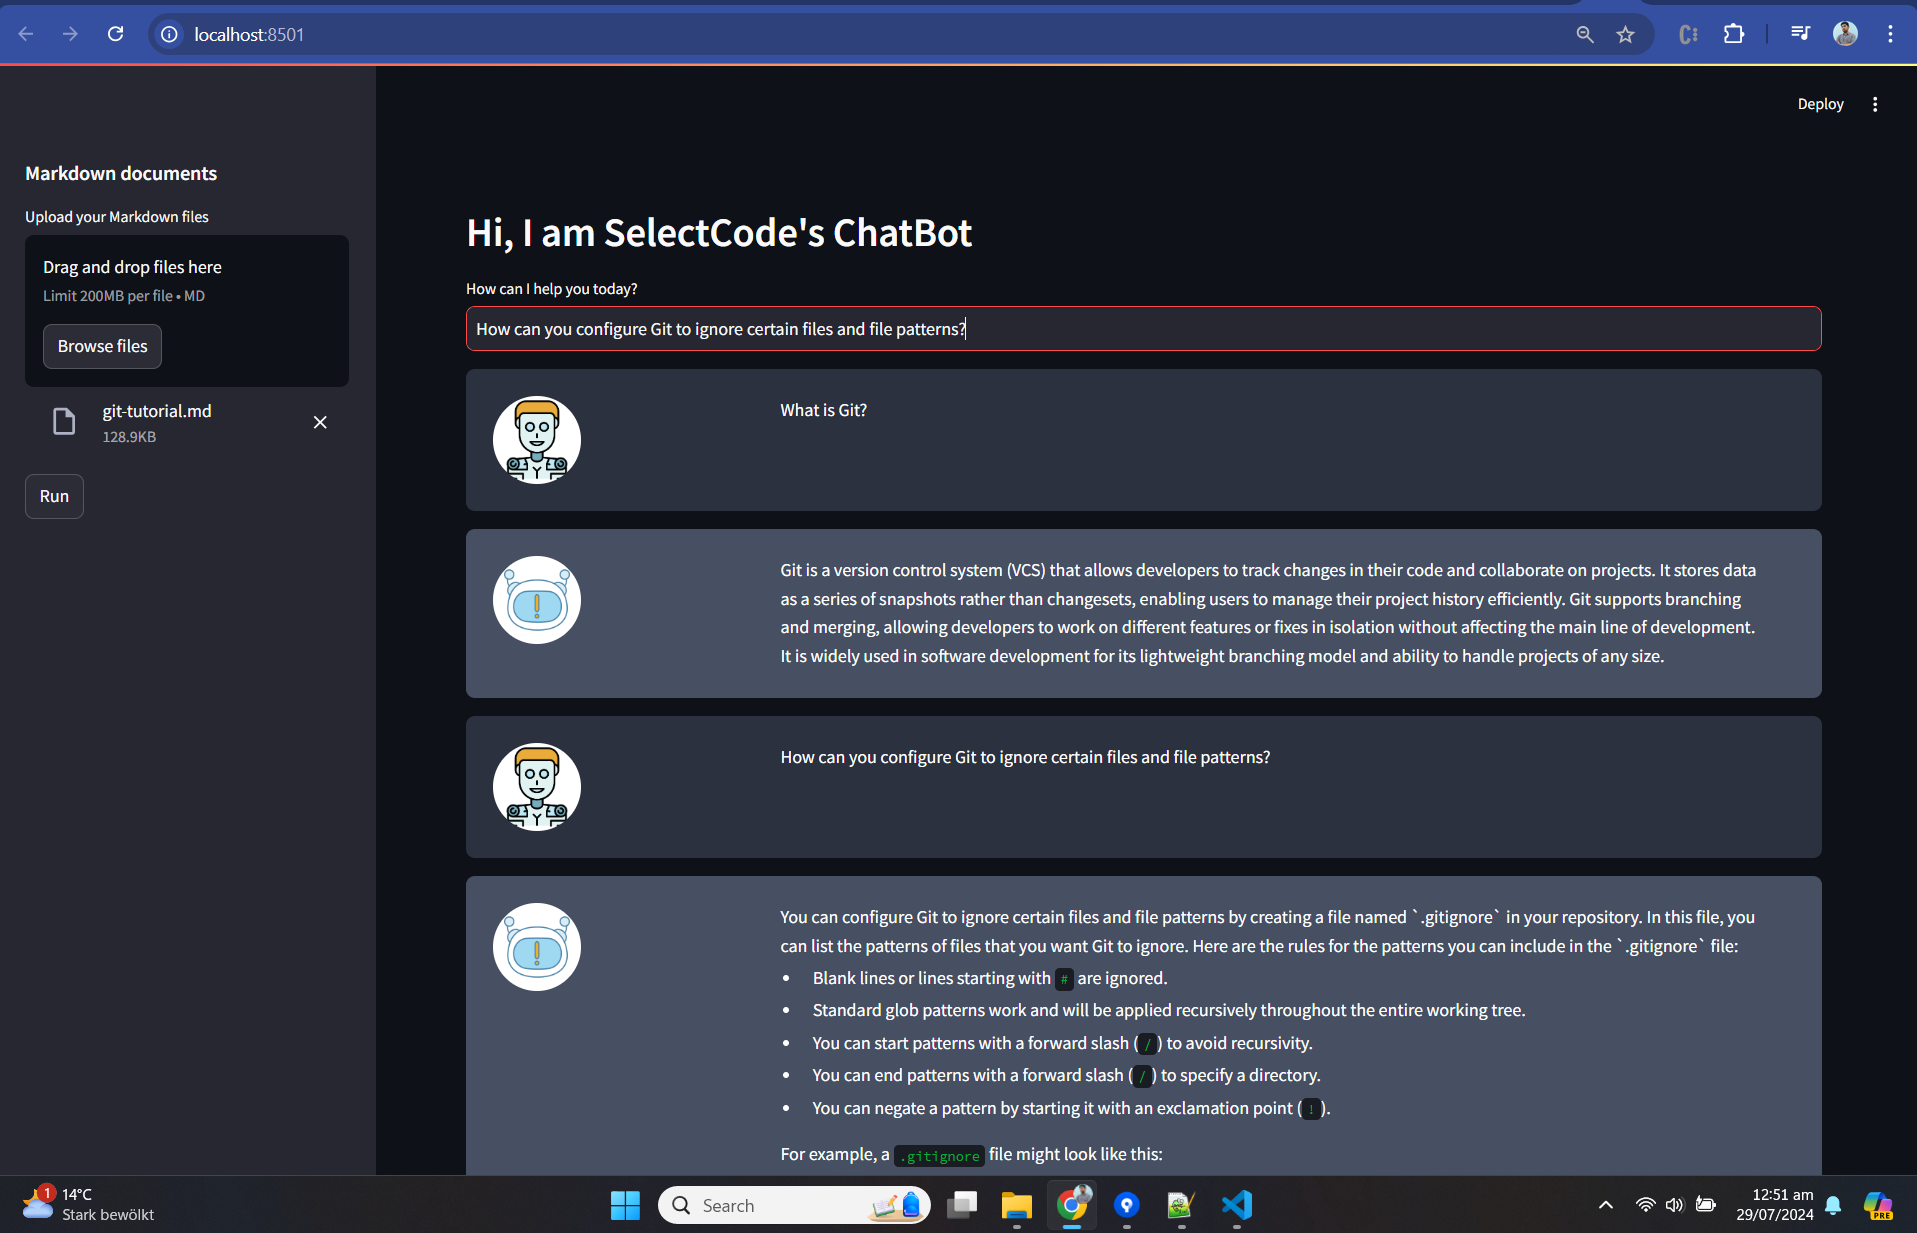 localhost:8501
Deploy
Markdown documents
Upload your Markdown files
Drag and drop files here
Limit 200MB per file • MD
Browse files
git-tutorial.md
128.9KB
Run
Hi, I am SelectCode's ChatBot
How can I help you today?
How can you configure Git to ignore certain files and file patterns?
What is Git?
Git is a version control system (VCS) that allows developers to track changes in their code and collaborate on projects. It stores data
as a series of snapshots rather than changesets, enabling users to manage their project history efficiently. Git supports branching
and merging, allowing developers to work on different features or fixes in isolation without affecting the main line of development.
It is widely used in software development for its lightweight branching model and ability to handle projects of any size.
How can you configure Git to ignore certain files and file patterns?
You can configure Git to ignore certain files and file patterns by creating a file named `.gitignore` in your repository. In this file, you
can list the patterns of files that you want Git to ignore. Here are the rules for the patterns you can include in the `.gitignore` file:
• Blank lines or lines starting with # are ignored.
• Standard glob patterns work and will be applied recursively throughout the entire working tree.
• You can start patterns with a forward slash (/) to avoid recursivity.
• You can end patterns with a forward slash (/) to specify a directory.
• You can negate a pattern by starting it with an exclamation point (!).
For example, a .gitignore file might look like this:
1
14°C
Stark bewölkt
Search
12:51 am
29/07/2024
PRE